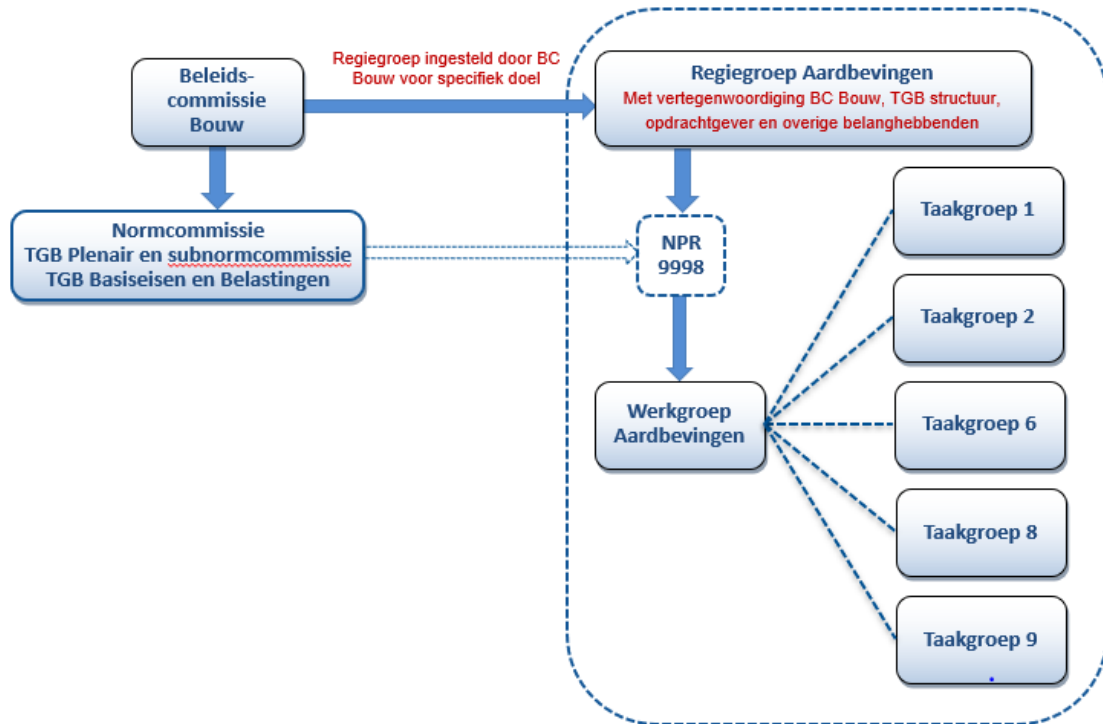 Beleids-
commissie
Bouw
Regiegroep ingesteld door BC
Bouw voor specifiek doel
Regiegroep Aardbevingen
Met vertegenwoordiging BC Bouw, TGB structuur,
opdrachtgever en overige belanghebbenden
Normcommissie
TGB Plenair en subnormcommissie
TGB Basiseisen en Belastingen
NPR
9998
Werkgroep
Aardbevingen
Taakgroep 1
Taakgroep 2
Taakgroep 6
Taakgroep 8
Taakgroep 9